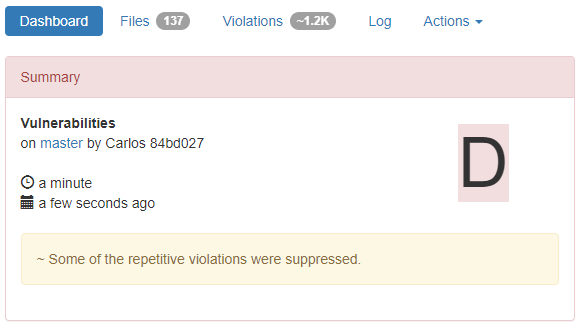 Dashboard Files 137 Violations ~1.2K Log Actions
Summary
Vulnerabilities
on master by Carlos 84bd027
D
a minute
a few seconds ago
~ Some of the repetitive violations were suppressed.